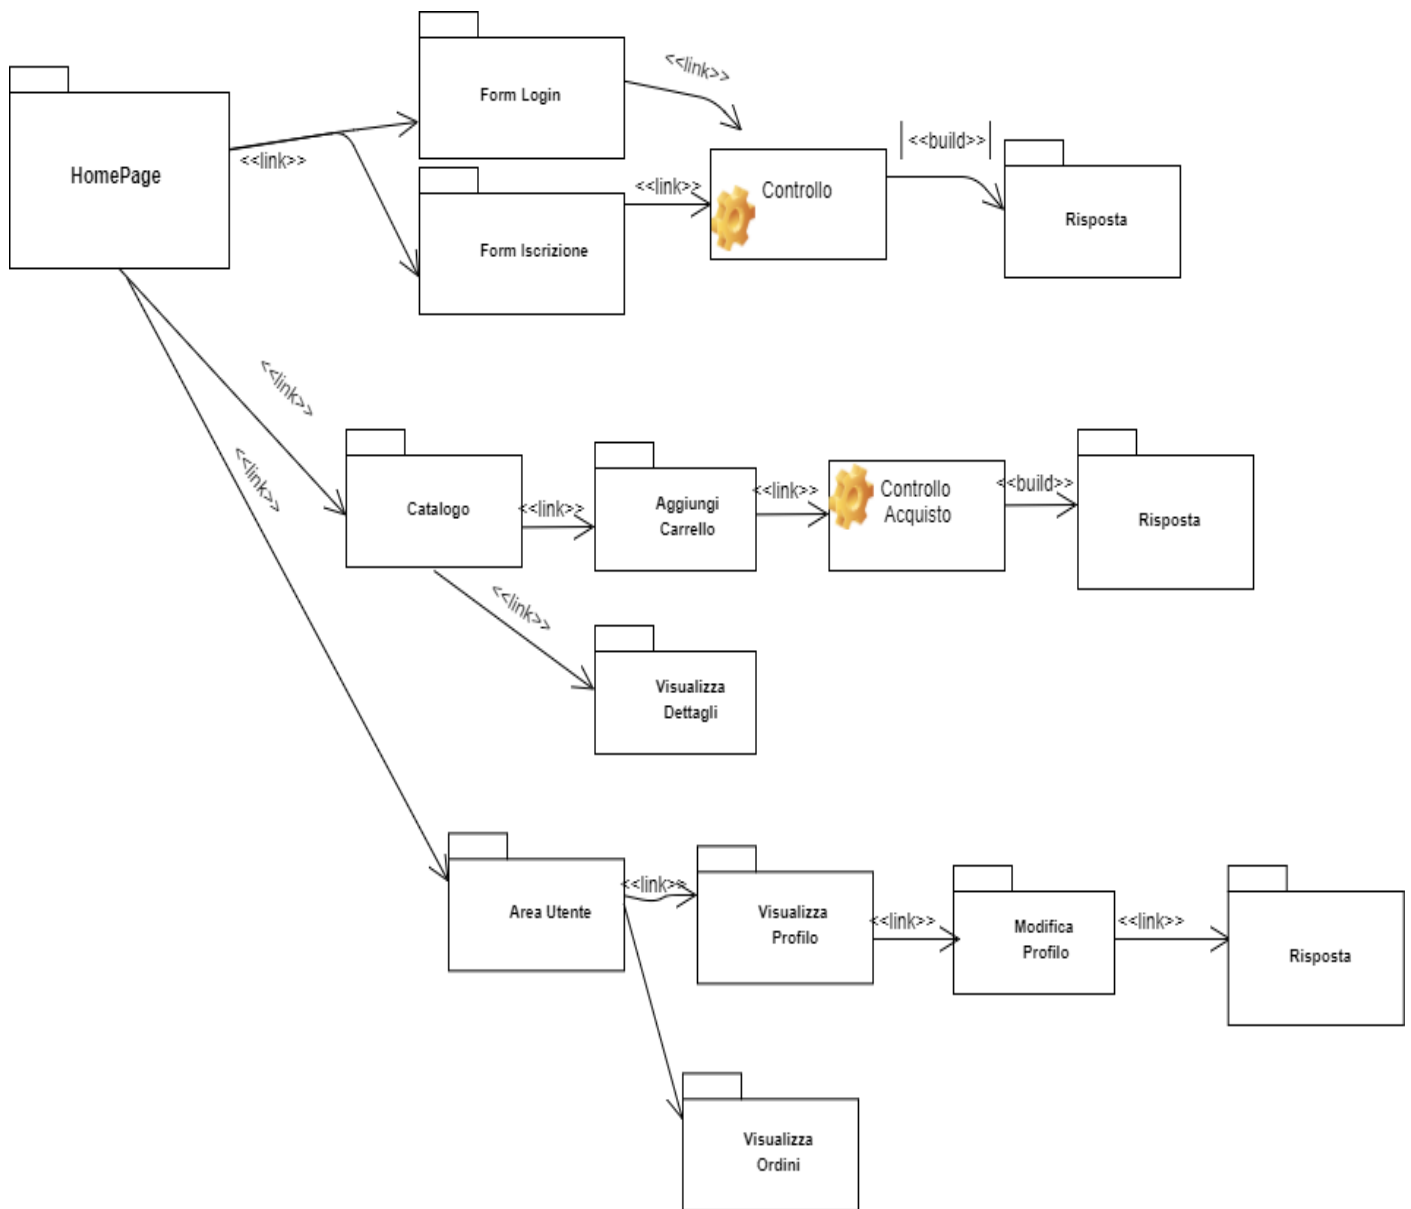 HomePage
<<link>>
Form Login
<<link>>
Form Iscrizione
<<link>>
Controllo
<<build>>
Risposta
<<link>>
<<link>>
Catalogo
<<link>>
Aggiungi
Carrello
<<link>>
Controllo
Acquisto
<<build>>
Risposta
<<link>>
Visualizza
Dettagli
Area Utente
<<link>>
Visualizza
Profilo
<<link>>
Modifica
Profilo
<<link>>
Risposta
Visualizza
Ordini